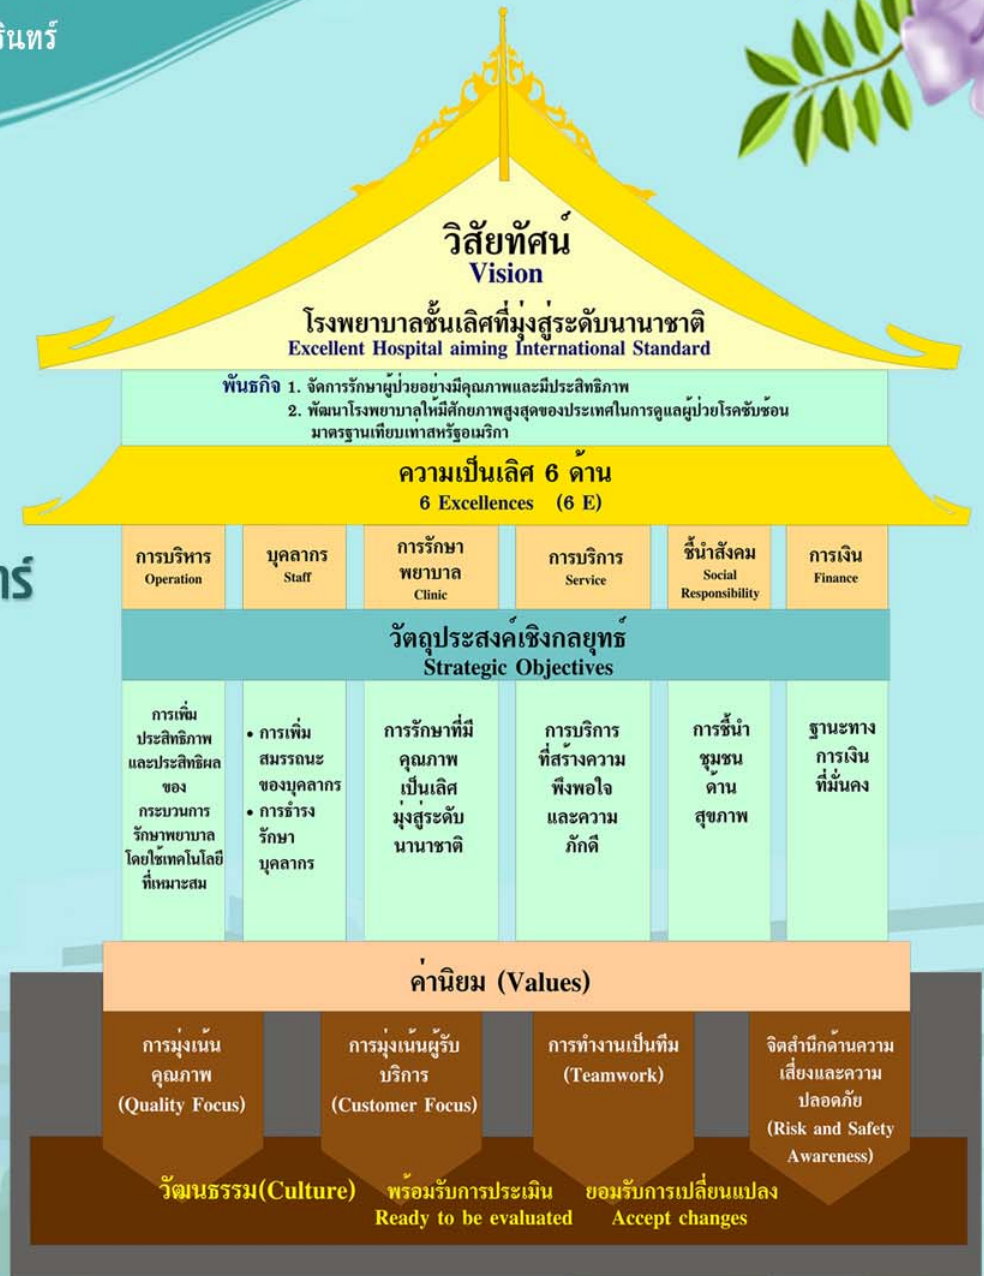 รินทร์
วิสัยทัศน์
Vision
โรงพยาบาลชั้นเลิศที่มุ่งสู่ระดับนานาชาติ
Excellent Hospital aiming International Standard
พันธกิจ 1. จัดการรักษาผู้ป่วยอย่างมีคุณภาพและมีประสิทธิภาพ
2. พัฒนาโรงพยาบาลให้มีศักยภาพสูงสุดของประเทศในการดูแลผู้ป่วยโรคซับซ้อน
มาตรฐานเทียบเท่าสหรัฐอเมริกา
ความเป็นเลิศ 6 ด้าน
6 Excellences (6 E)
การบริหาร
Operation
บุคลากร
Staff
การรักษา
พยาบาล
Clinic
การบริการ
Service
ชี้นำสังคม
Social
Responsibility
การเงิน
Finance
วัตถุประสงค์เชิงกลยุทธ์
Strategic Objectives
การเพิ่ม
ประสิทธิภาพ
และประสิทธิผล
ของ
กระบวนการ
รักษาพยาบาล
โดยใช้เทคโนโลยี
ที่เหมาะสม
• การเพิ่ม
สมรรถนะ
ของบุคลากร
• การธำรง
รักษา
บุคลากร
การรักษาที่มี
คุณภาพ
เป็นเลิศ
มุ่งสู่ระดับ
นานาชาติ
การบริการ
ที่สร้างความ
พึงพอใจ
และความ
ภักดี
การชี้นำ
ชุมชน
ด้าน
สุขภาพ
ฐานะทาง
การเงิน
ที่มั่นคง
ค่านิยม (Values)
การมุ่งเน้น
คุณภาพ
(Quality Focus)
การมุ่งเน้นผู้รับ
บริการ
(Customer Focus)
การทำงานเป็นทีม
(Teamwork)
จิตสำนึกด้านความ
เสี่ยงและความ
ปลอดภัย
(Risk and Safety
Awareness)
วัฒนธรรม(Culture) พร้อมรับการประเมิน ยอมรับการเปลี่ยนแปลง
Ready to be evaluated Accept changes